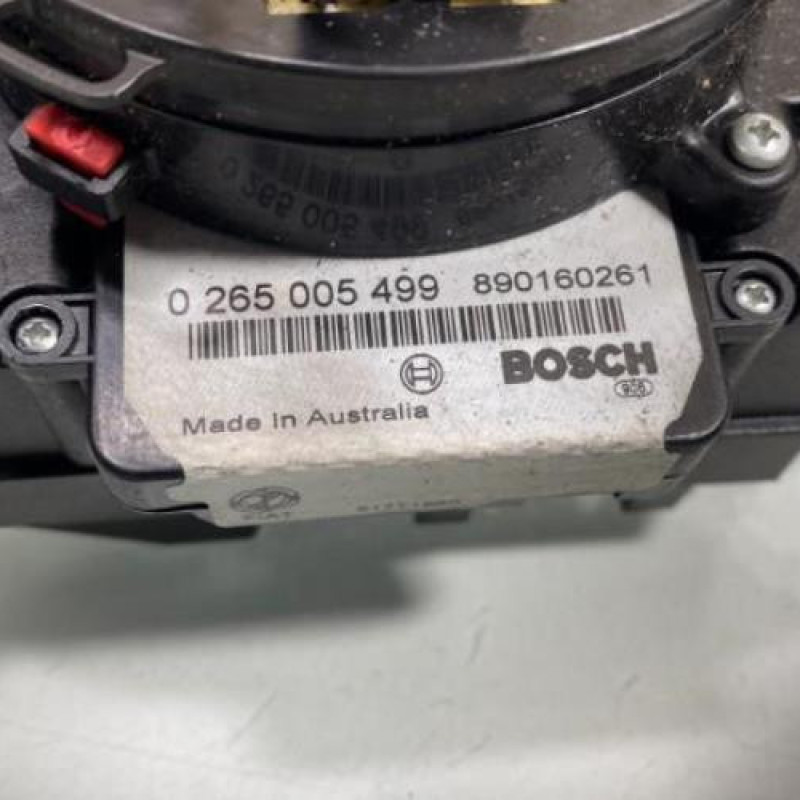 0 265 005 499 890160261
BOSCH
Made in Australia